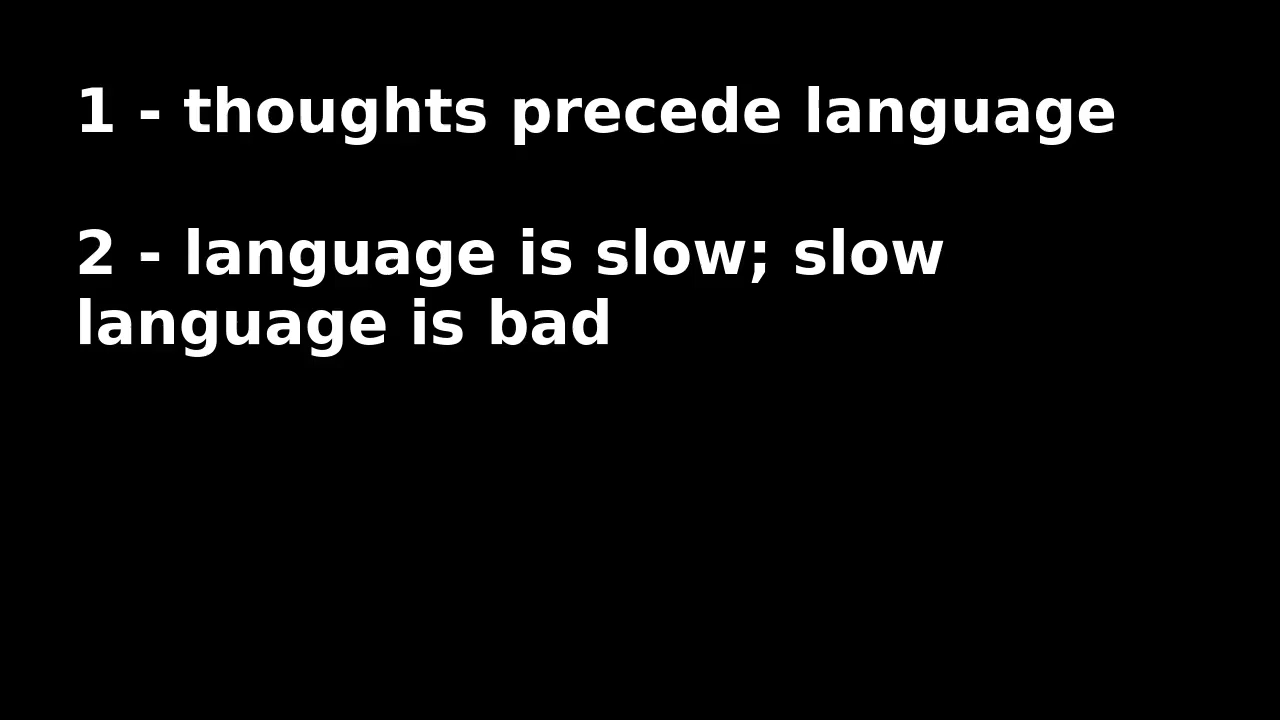 1 - thoughts precede language
2 - language is slow; slow
language is bad